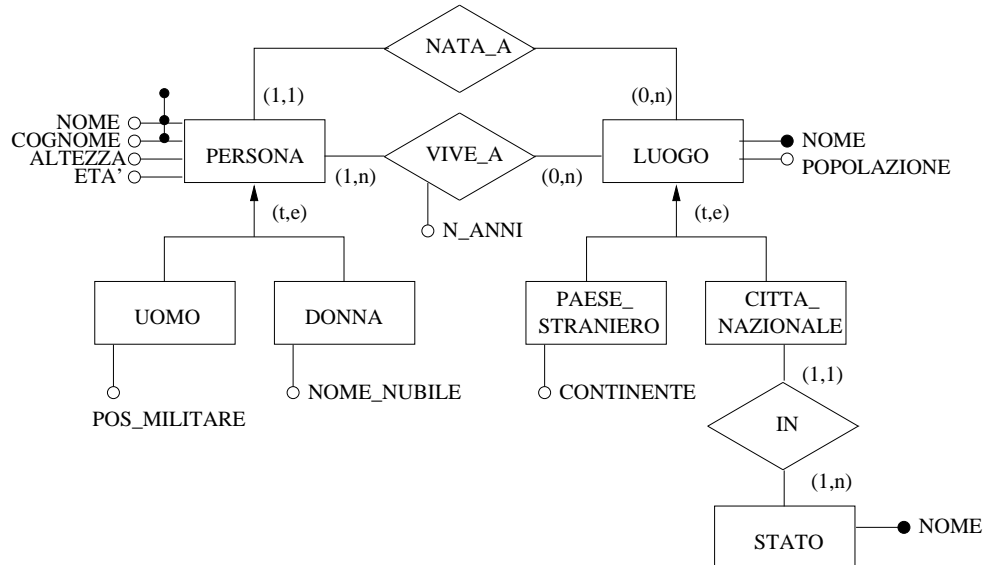 NATA_A
(1,1)
(0,n)
NOME
COGNOME
ALTEZZA
ETA'
PERSONA
(1,n)
VIVE_A
(0,n)
LUOGO
NOME
POPOLAZIONE
N_ANNI
(t,e)
(t,e)
UOMO
DONNA
PAESE_
STRANIERO
CITTA_
NAZIONALE
POS_MILITARE
NOME_NUBILE
CONTINENTE
(1,1)
IN
(1,n)
STATO
NOME